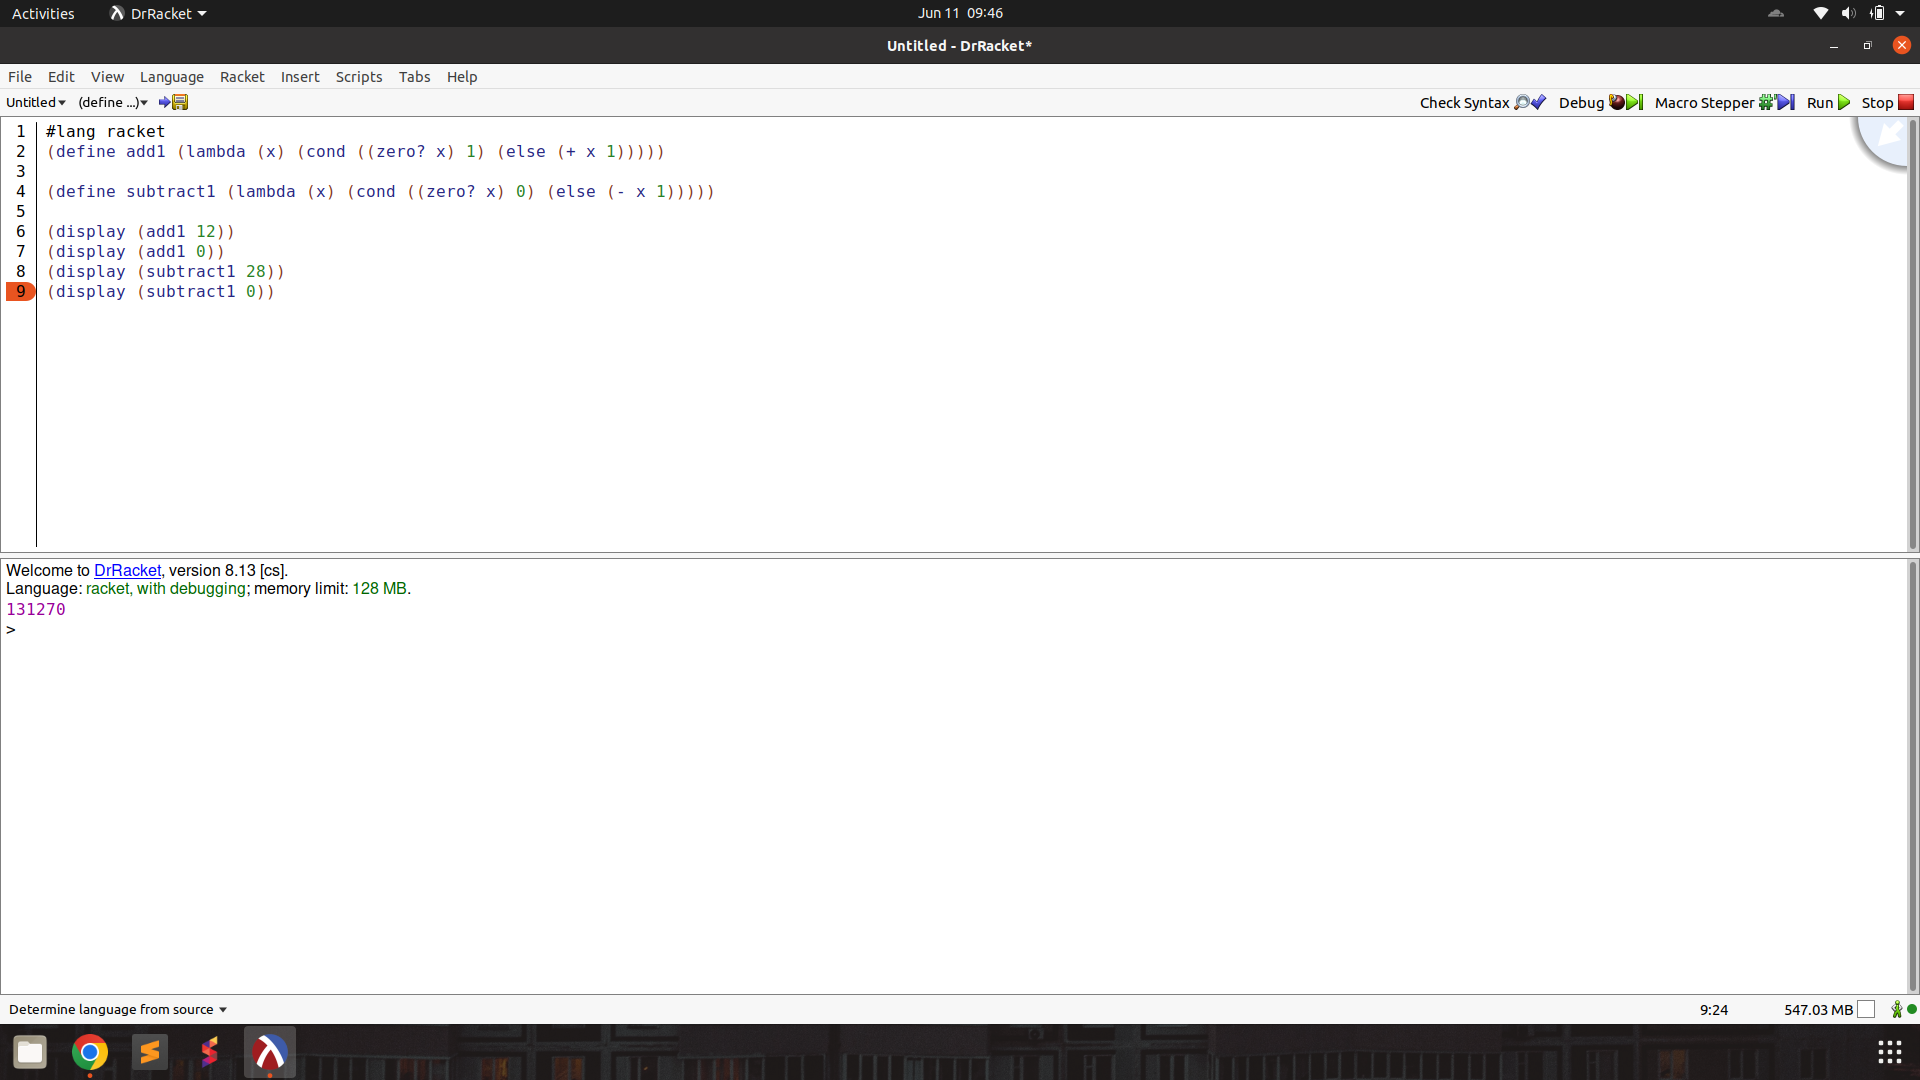 Activities DrRacket Jun 11 09:46
Untitled - DrRacket*
File Edit View Language Racket Insert Scripts Tabs Help
Untitled (define ...) Check Syntax Debug Macro Stepper Run Stop
1 #lang racket
2 (define add1 (lambda (x) (cond ((zero? x) 1) (else (+ x 1)))))
3
4 (define subtract1 (lambda (x) (cond ((zero? x) 0) (else (- x 1)))))
5
6 (display (add1 12))
7 (display (add1 0))
8 (display (subtract1 28))
9 (display (subtract1 0))
Welcome to DrRacket, version 8.13 [cs].
Language: racket, with debugging; memory limit: 128 MB.
131270
>
Determine language from source 9:24 547.03 MB